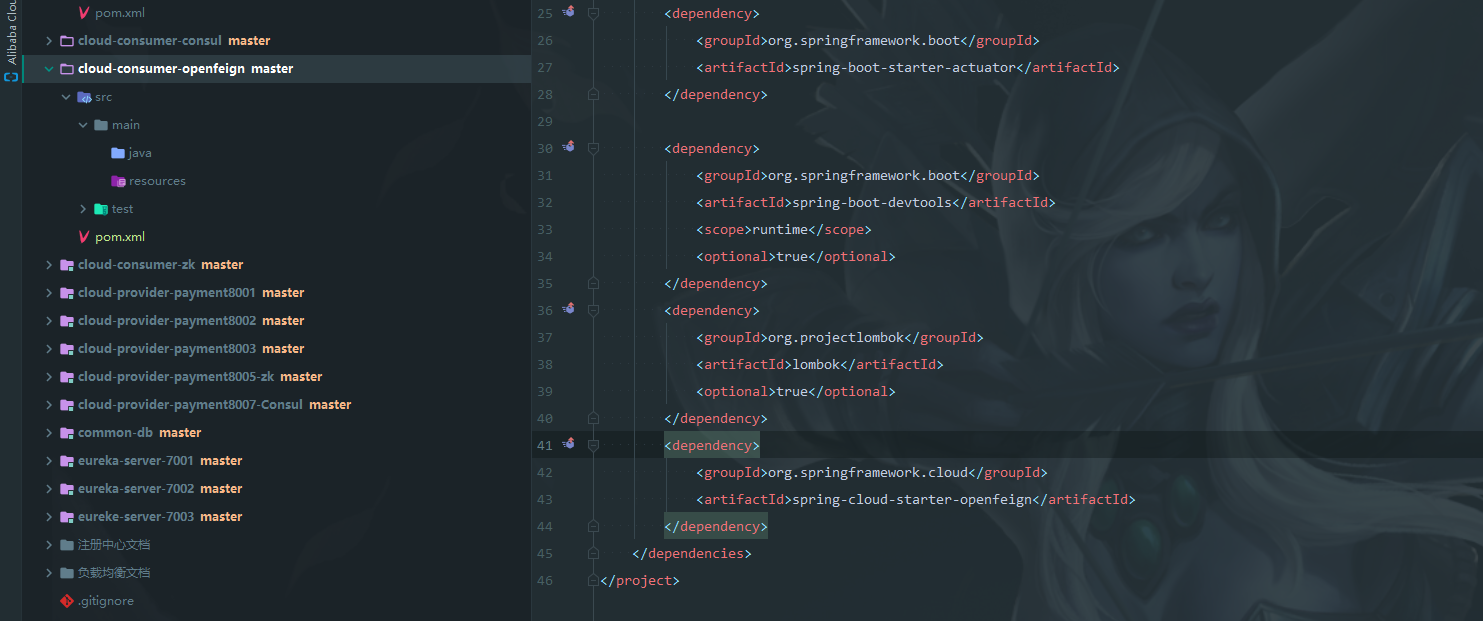 Alibaba Clou
pom.xml
cloud-consumer-consul master
cloud-consumer-openfeign master
src
main
java
resources
test
pom.xml
cloud-consumer-zk master
cloud-provider-payment8001 master
cloud-provider-payment8002 master
cloud-provider-payment8003 master
cloud-provider-payment8005-zk master
cloud-provider-payment8007-Consul master
common-db master
eureka-server-7001 master
eureka-server-7002 master
eureke-server-7003 master
注册中心文档
负载均衡文档
.gitignore
25 <dependency>
26 <groupId>org.springframework.boot</groupId>
27 <artifactId>spring-boot-starter-actuator</artifactId>
28 </dependency>
29
30 <dependency>
31 <groupId>org.springframework.boot</groupId>
32 <artifactId>spring-boot-devtools</artifactId>
33 <scope>runtime</scope>
34 <optional>true</optional>
35 </dependency>
36 <dependency>
37 <groupId>org.projectlombok</groupId>
38 <artifactId>lombok</artifactId>
39 <optional>true</optional>
40 </dependency>
41 <dependency>
42 <groupId>org.springframework.cloud</groupId>
43 <artifactId>spring-cloud-starter-openfeign</artifactId>
44 </dependency>
45 </dependencies>
46 </project>